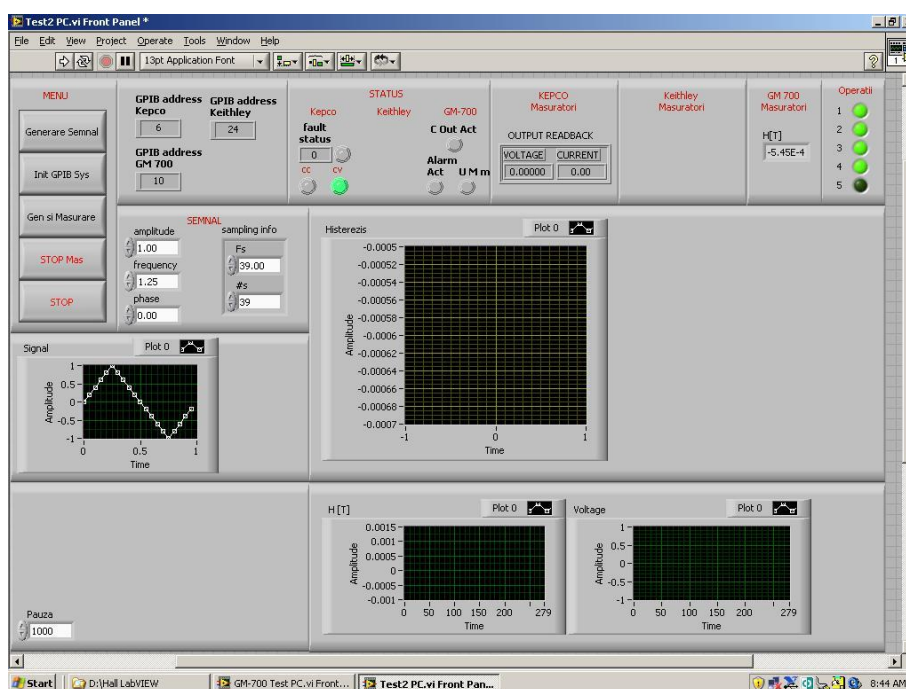 Test2 PC.vi Front Panel *
File Edit View Project Operate Tools Window Help
13pt Application Font
1
MENU
Generare Semnal
Init GPIB Sys
Gen si Masurare
STOP Mas
STOP
GPIB address Kepco
6
GPIB address Keithley
24
GPIB address GM 700
10
STATUS
Kepco Keithley GM-700
fault status
0
CC CV
C Out Act
Alarm
Act U M m
KEPCO
Masuratori
OUTPUT READBACK
VOLTAGE CURRENT
0.00000 0.00
Keithley
Masuratori
GM 700
Masuratori
H[T]
-5.45E-4
Operatii
1
2
3
4
5
SEMNAL
amplitude
1.00
frequency
1.25
phase
0.00
sampling info
Fs
39.00
#s
39
Histerezis
Plot 0
-0.0005
-0.00052
-0.00054
-0.00056
-0.00058
-0.0006
-0.00062
-0.00064
-0.00066
-0.00068
-0.0007
Amplitude
-1 0 1
Time
Signal
Plot 0
1
0.5
0
-0.5
-1
Amplitude
0 0.5 1
Time
H [T]
Plot 0
0.0015
0.001
0.0005
0
-0.0005
-0.001
Amplitude
0 50 100 150 200 279
Time
Voltage
Plot 0
1
0.5
0
-0.5
-1
Amplitude
0 50 100 150 200 279
Time
Pauza
1000
Start
D:\Hall LabVIEW
GM-700 Test PC.vi Front...
Test2 PC.vi Front Pan...
8:44 AM